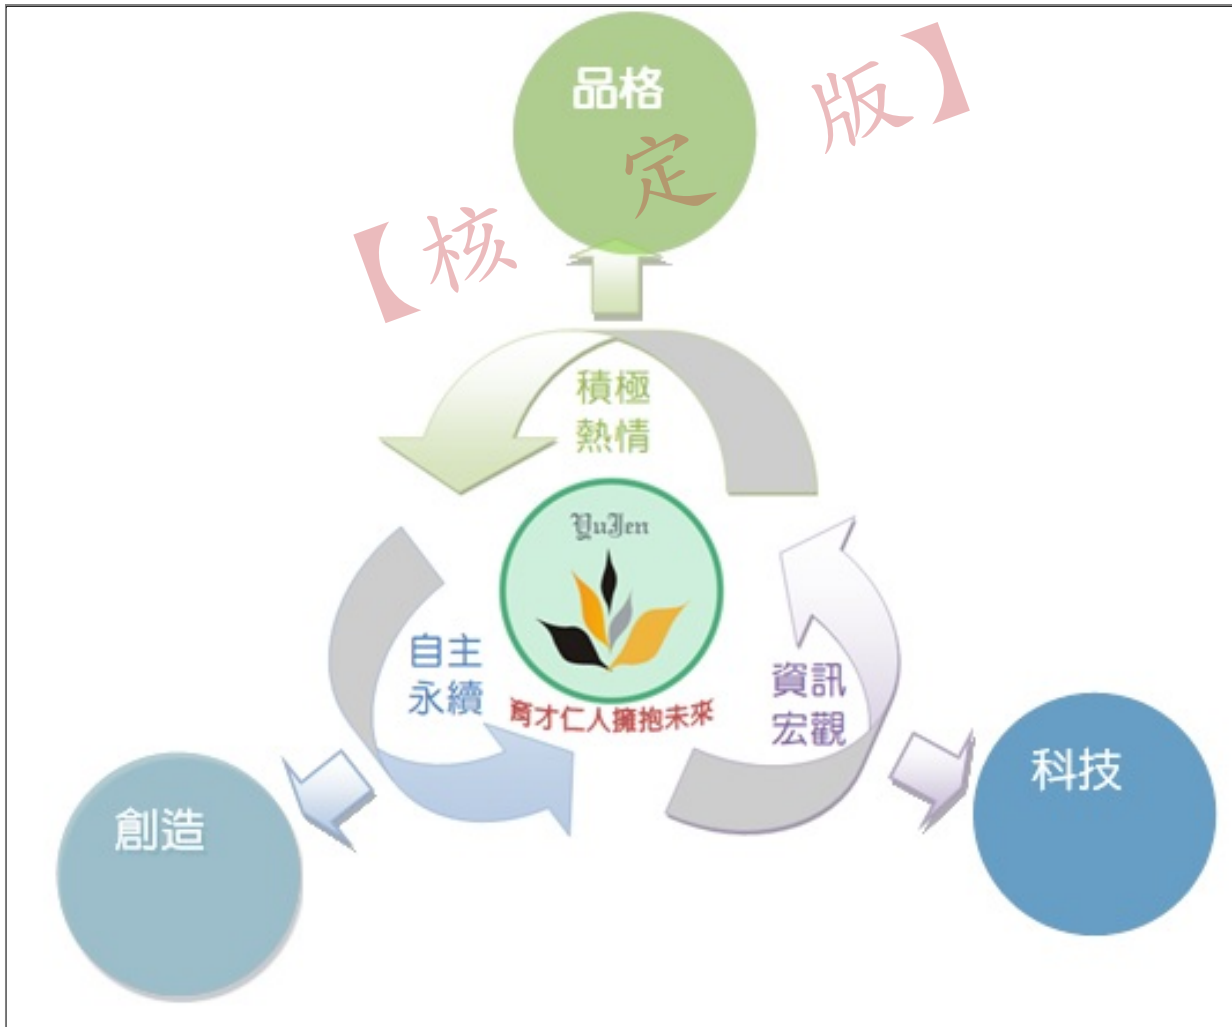 品格
【核定版】
積極
熱情
YuJen
自主
永續
育才仁人擁抱未來
資訊
宏觀
科技
創造